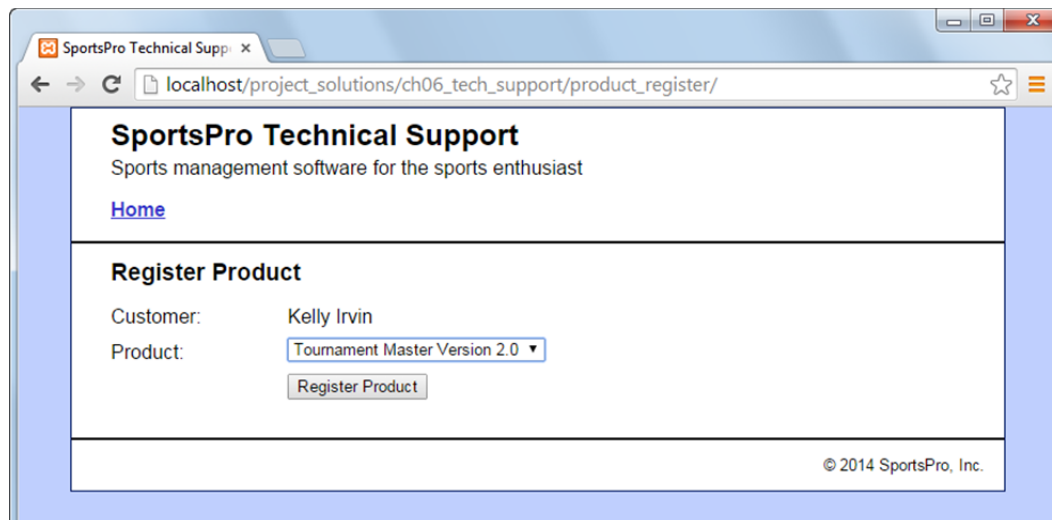 SportsPro Technical Supp
localhost/project_solutions/ch06_tech_support/product_register/
SportsPro Technical Support
Sports management software for the sports enthusiast
Home
Register Product
Customer: Kelly Irvin
Product: Tournament Master Version 2.0
Register Product
© 2014 SportsPro, Inc.